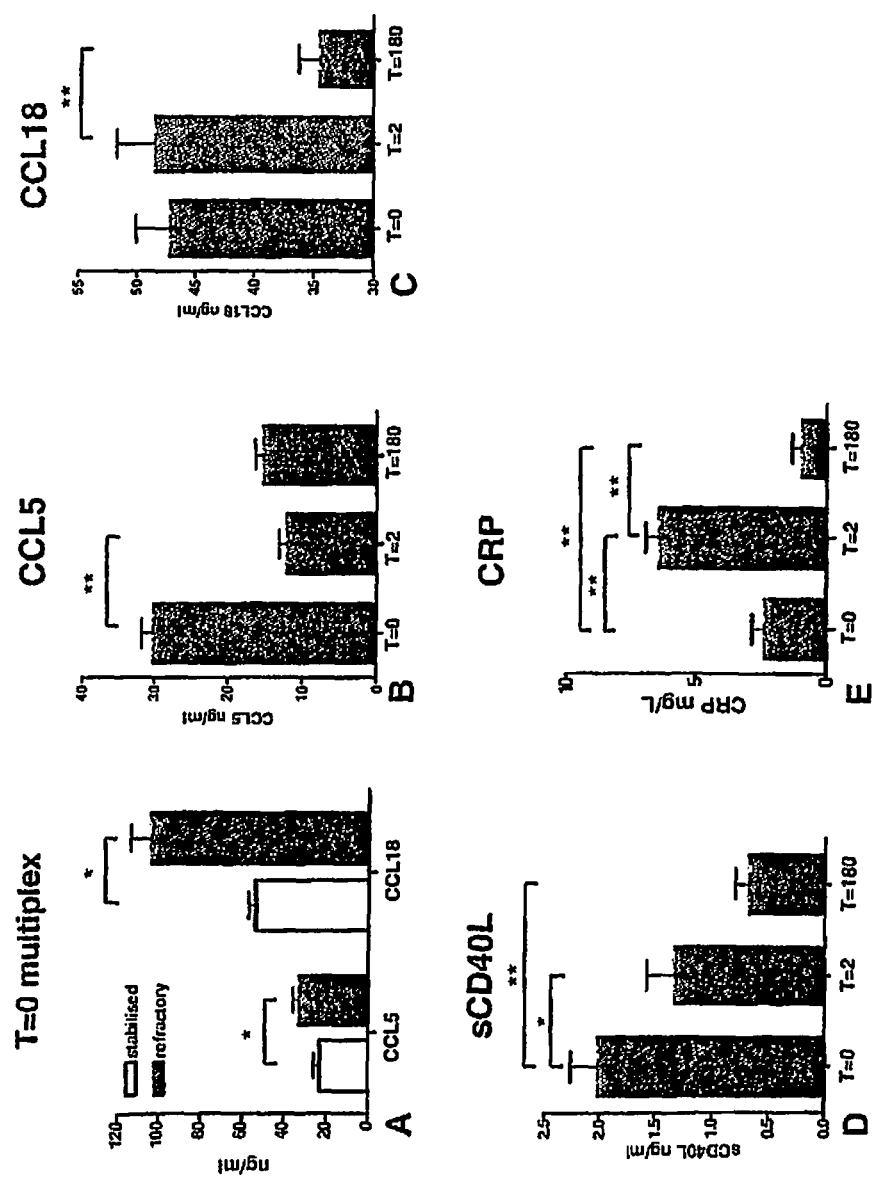 T=0 multiplex
stabilised
refractory
*
*
120
100
80
60
40
20
0
ng/ml
CCL5
CCL18
A
CCL5
**
40
30
20
10
0
CCL5 ng/ml
T=0
T=2
T=180
B
CCL18
**
55
50
45
40
35
30
CCL18 ng/ml
T=0
T=2
T=180
C
sCD40L
**
*
2.5
2.0
1.5
1.0
0.5
0.0
sCD40L ng/ml
T=0
T=2
T=180
D
CRP
**
**
**
10
5
0
CRP mg/L
T=0
T=2
T=180
E